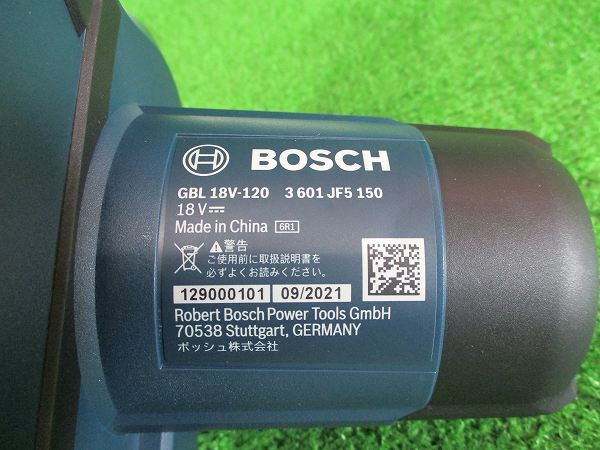 BOSCH
GBL 18V-120 3 601 JF5 150
18 V
Made in China 6R1
警告
ご使用前に取扱説明書を
必ずよくお読みください。
129000101 09/2021
Robert Bosch Power Tools GmbH
70538 Stuttgart, GERMANY
ボッシュ株式会社